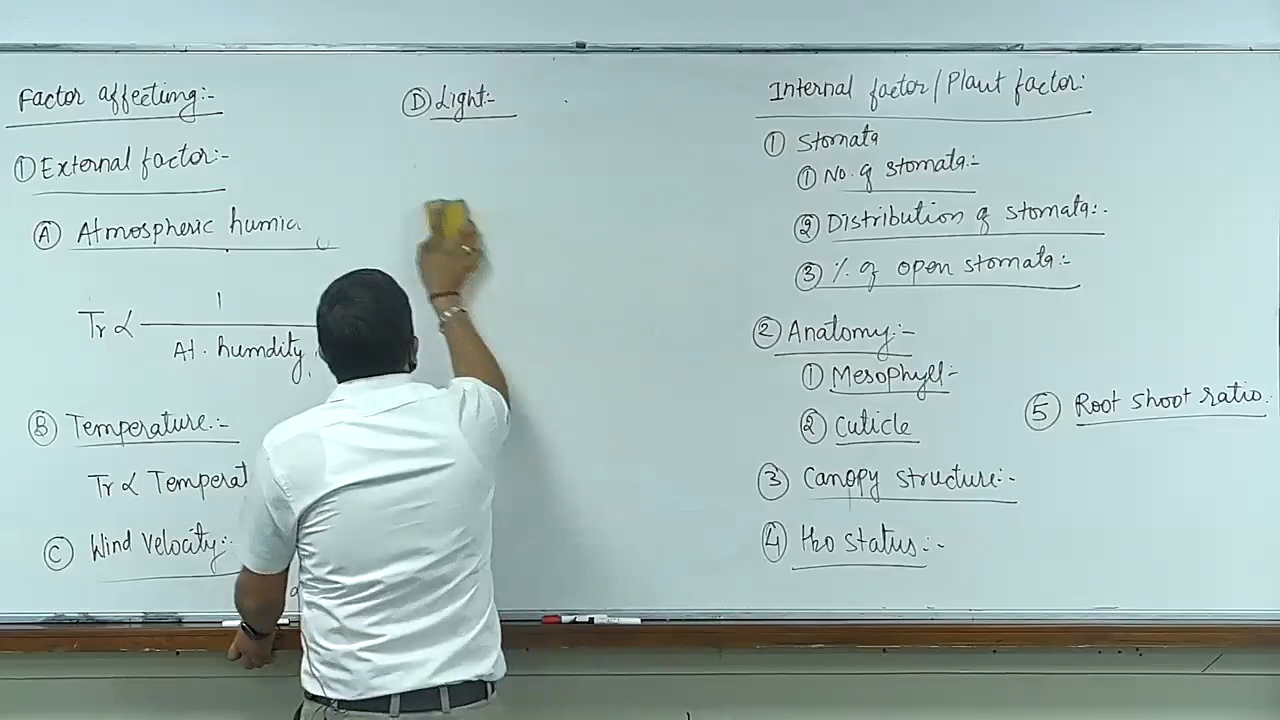 Factor affecting:-
① External factor:-
Ⓐ Atmospheric
Tr ∝ 1
At. humdity
Ⓑ Temperature:-
Tr ∝ Temperat
Ⓒ Wind Velocity:-
Ⓓ Light:-
Internal factor/Plant factor:
① Stomata
① No. of stomata:-
② Distribution of stomata:-
③ % of open stomata:-
② Anatomy:-
① Mesophyll:-
② Cuticle
③ Canopy structure:-
④ H2O status:-
⑤ Root shoot ratio.